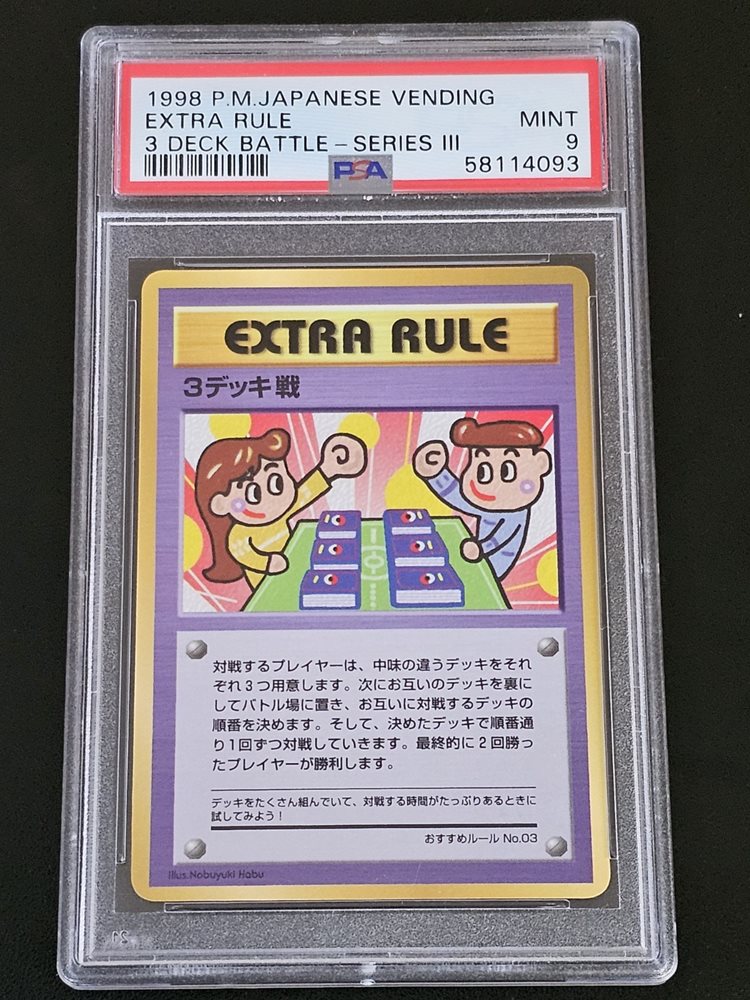 1998 P.M.JAPANESE VENDING
EXTRA RULE MINT
3 DECK BATTLE-SERIES III 9
PSA 58114093
EXTRA RULE
3デッキ戦
対戦するプレイヤーは、中味の違うデッキをそれ
ぞれ3つ用意します。次にお互いのデッキを裏に
してバトル場に置き、お互いに対戦するデッキの
順番を決めます。そして、決めたデッキで順番通
り1回ずつ対戦していきます。最終的に2回勝っ
たプレイヤーが勝利します。
デッキをたくさん組んでいて、対戦する時間がたっぷりあるときに
試してみよう！
おすすめルール No.03
Illus.Nobuyuki Habu